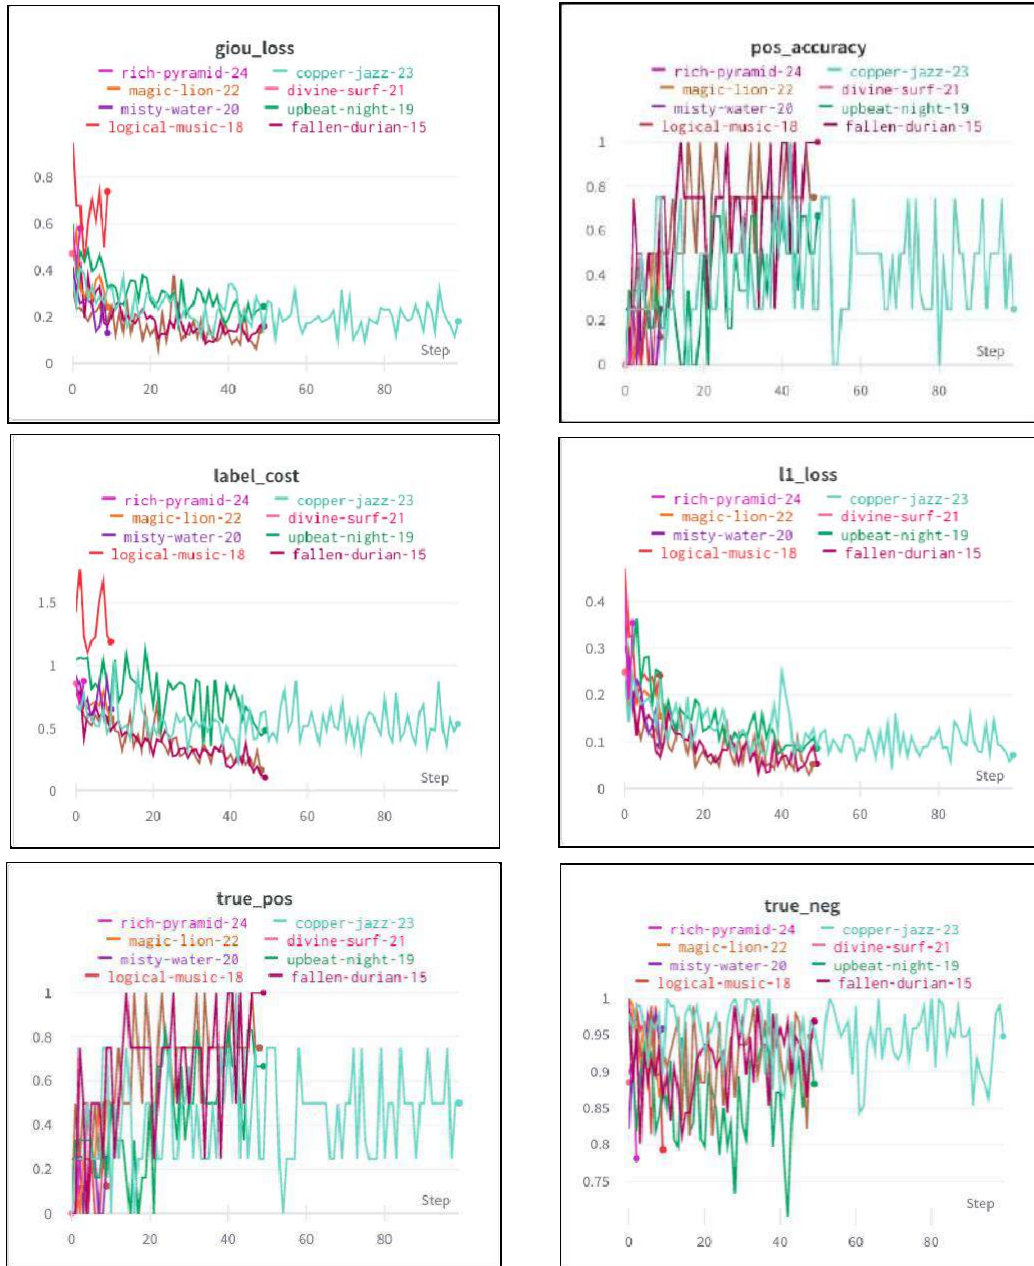 giou_loss
rich-pyramid-24 copper-jazz-23
magic-lion-22 divine-surf-21
misty-water-20 upbeat-night-19
logical-music-18 fallen-durian-15
0.8
0.6
0.4
0.2
0
Step
0 20 40 60 80
pos_accuracy
rich-pyramid-24 copper-jazz-23
magic-lion-22 divine-surf-21
misty-water-20 upbeat-night-19
logical-music-18 fallen-durian-15
1
0.8
0.6
0.4
0.2
0
Step
0 20 40 60 80
label_cost
rich-pyramid-24 copper-jazz-23
magic-lion-22 divine-surf-21
misty-water-20 upbeat-night-19
logical-music-18 fallen-durian-15
1.5
1
0.5
0
Step
0 20 40 60 80
l1_loss
rich-pyramid-24 copper-jazz-23
magic-lion-22 divine-surf-21
misty-water-20 upbeat-night-19
logical-music-18 fallen-durian-15
0.4
0.3
0.2
0.1
0
Step
0 20 40 60 80
true_pos
rich-pyramid-24 copper-jazz-23
magic-lion-22 divine-surf-21
misty-water-20 upbeat-night-19
logical-music-18 fallen-durian-15
1
0.8
0.6
0.4
0.2
0
Step
0 20 40 60 80
true_neg
rich-pyramid-24 copper-jazz-23
magic-lion-22 divine-surf-21
misty-water-20 upbeat-night-19
logical-music-18 fallen-durian-15
1
0.95
0.9
0.85
0.8
0.75
Step
0 20 40 60 80